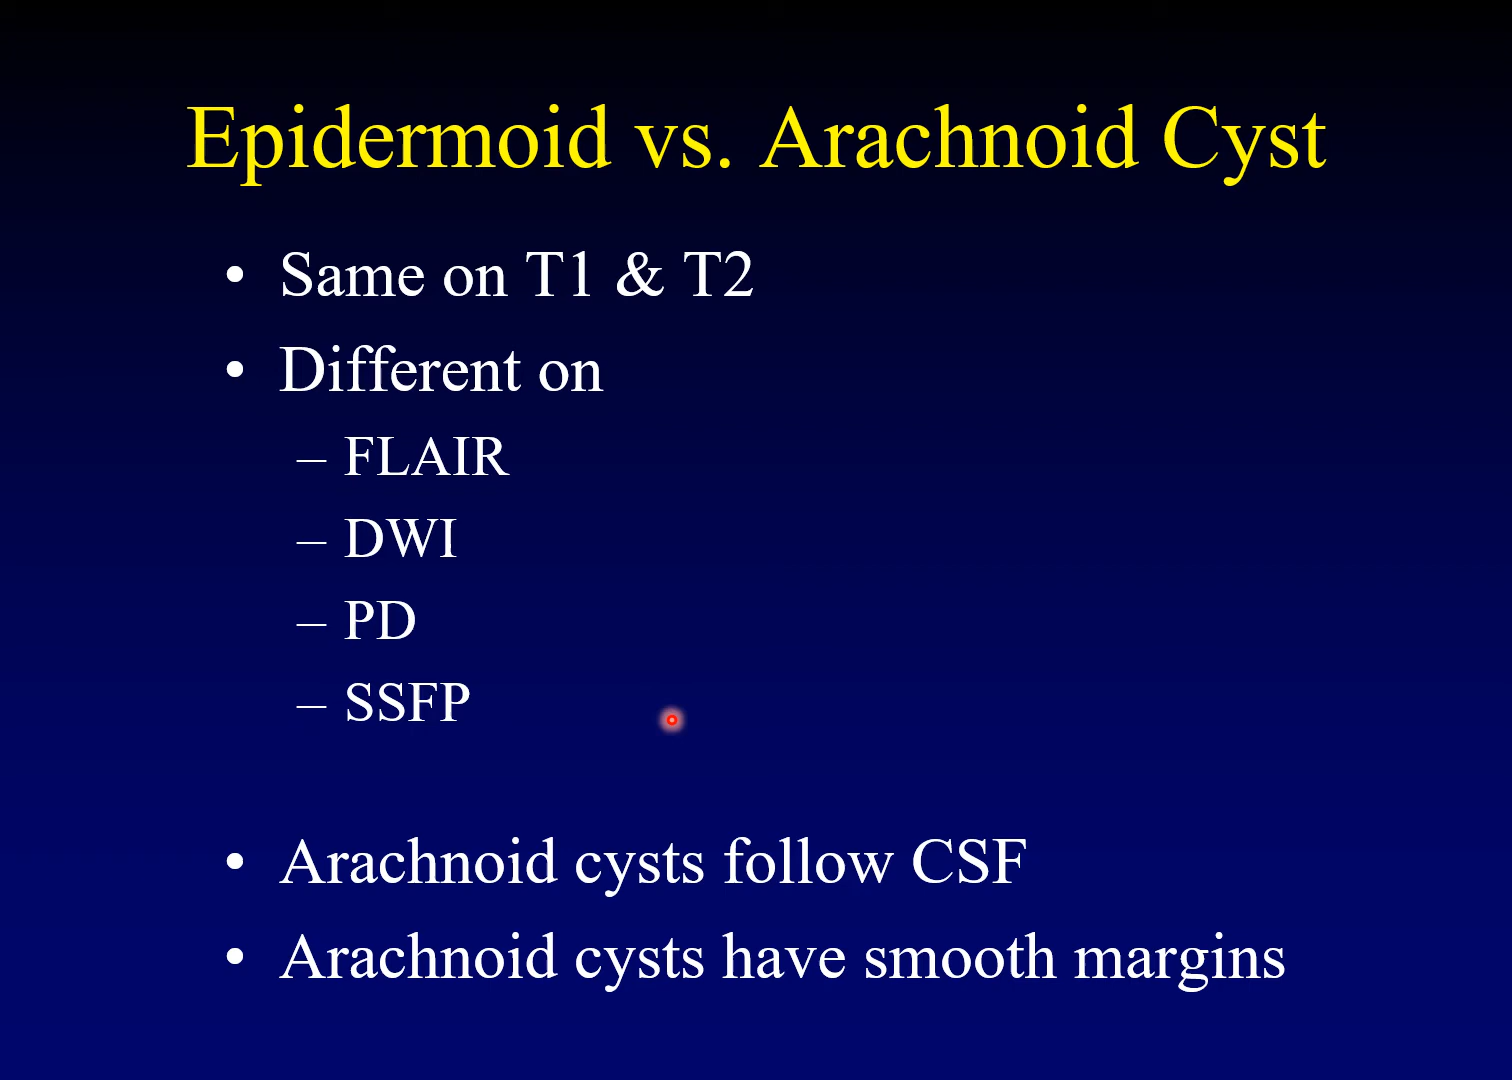 Epidermoid vs. Arachnoid Cyst
• Same on T1 & T2
• Different on
– FLAIR
– DWI
– PD
– SSFP
• Arachnoid cysts follow CSF
• Arachnoid cysts have smooth margins